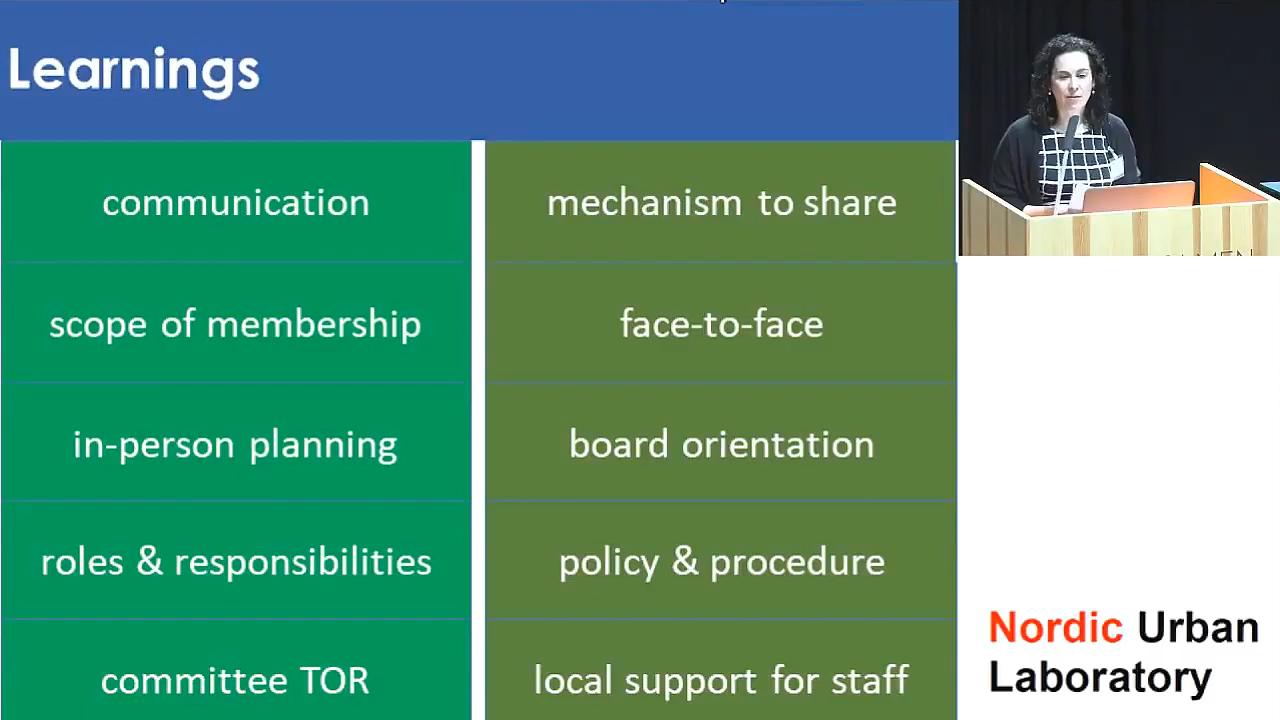 Learnings
communication
mechanism to share
scope of membership
face-to-face
in-person planning
board orientation
roles & responsibilities
policy & procedure
committee TOR
local support for staff
Nordic Urban
Laboratory